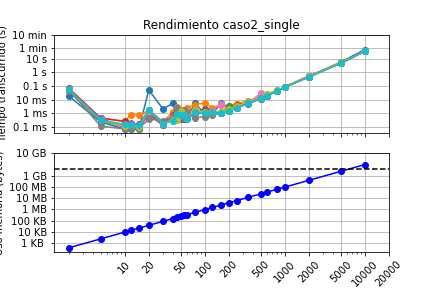 Rendimiento caso2_single
Tiempo transcurrido (s)
10 min
1 min
10 s
1 s
0.1 s
10 ms
1 ms
0.1 ms
10 GB
1 GB
100 MB
10 MB
1 MB
100 KB
10 KB
1 KB
10
20
50
100
200
500
1000
2000
5000
10000
20000